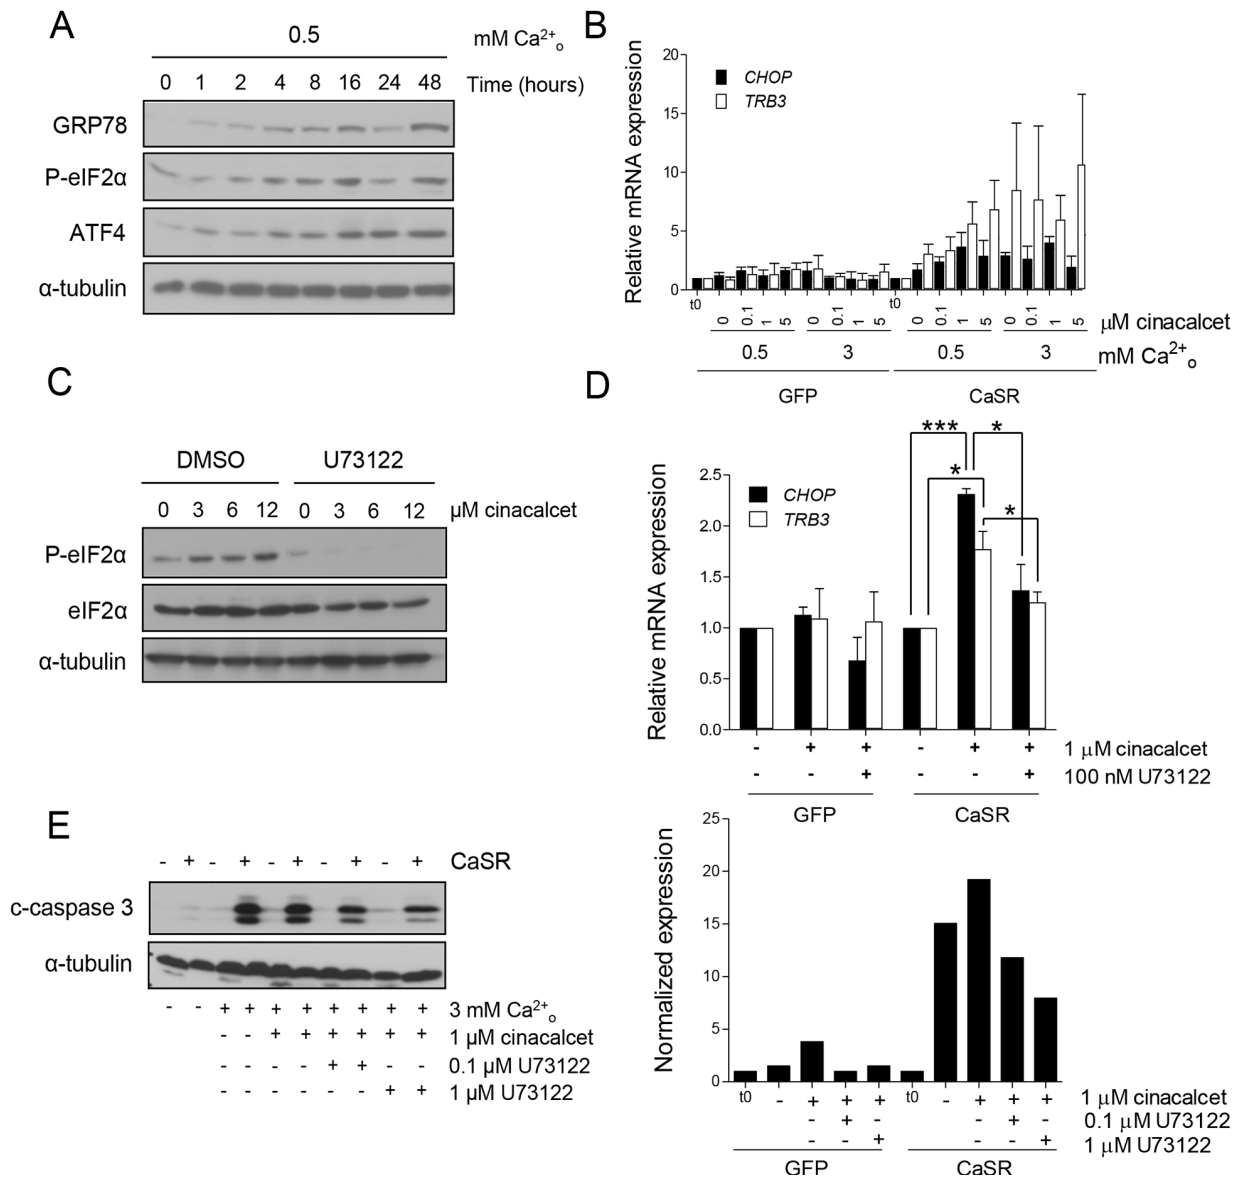 A
0.5 mM Ca²⁺ₒ
0 1 2 4 8 16 24 48 Time (hours)
GRP78
P-eIF2α
ATF4
α-tubulin
B
Relative mRNA expression
20
15
10
5
0
CHOP
TRB3
t0 0 0.1 1 5 0 0.1 1 5 t0 0 0.1 1 5 0 0.1 1 5 μM cinacalcet
0.5 3 0.5 3 mM Ca²⁺ₒ
GFP CaSR
C
DMSO U73122
0 3 6 12 0 3 6 12 μM cinacalcet
P-eIF2α
eIF2α
α-tubulin
D
*** *
*
*
Relative mRNA expression
2.5
2.0
1.5
1.0
0.5
0.0
CHOP
TRB3
- + + - + + 1 μM cinacalcet
- - + - - + 100 nM U73122
GFP CaSR
E
- + - + - + - + - + CaSR
c-caspase 3
α-tubulin
- - + + + + + + + + 3 mM Ca²⁺ₒ
- - + + + + + + 1 μM cinacalcet
- - - - + + - - 0.1 μM U73122
- - - - - - + + 1 μM U73122
Normalized expression
25
20
15
10
5
0
t0 - + + + t0 - + + + 1 μM cinacalcet
- + - - + - 0.1 μM U73122
- - + - - + 1 μM U73122
GFP CaSR